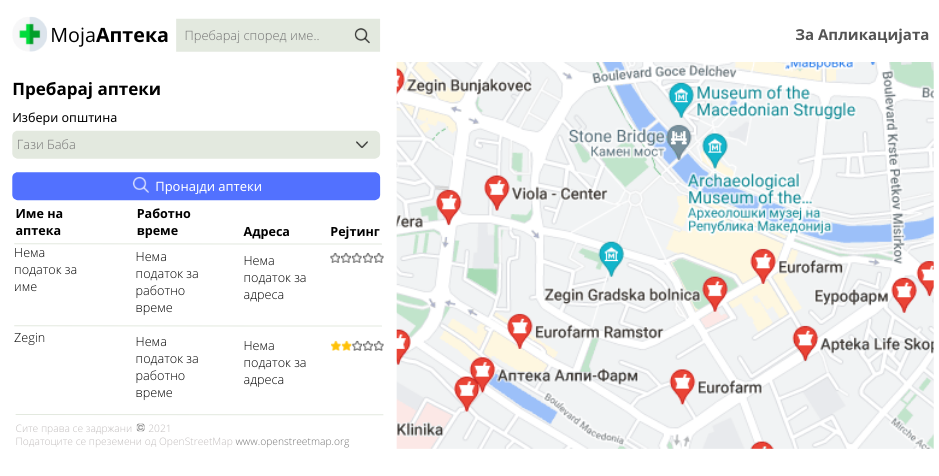 МојаАптека
Пребарај според име..
За Апликацијата
Пребарај аптеки
Избери општина
Гази Баба
Пронајди аптеки
Име на
аптека
Работно
време
Адреса
Рејтинг
Нема
податок за
име
Нема
податок за
работно
време
Нема
податок за
адреса
Zegin
Нема
податок за
работно
време
Нема
податок за
адреса
Сите права се задржани © 2021
Податоците се преземени од OpenStreetMap www.openstreetmap.org
Мавровка
Boulevard Goce Delchev
Zegin Bunjakovec
Museum of the
Macedonian Struggle
Boulevard Krste Petkov Misirkov
Stone Bridge
Камен мост
Archaeological
Museum of the...
Археолошки музеј на
Република Македонија
Viola - Center
Vera
Eurofarm
Zegin Gradska bolnica
Еурофарм
Eurofarm Ramstor
Apteka Life Skop
Аптека Алпи-Фарм
Eurofarm
Klinika
Boulevard Macedonia